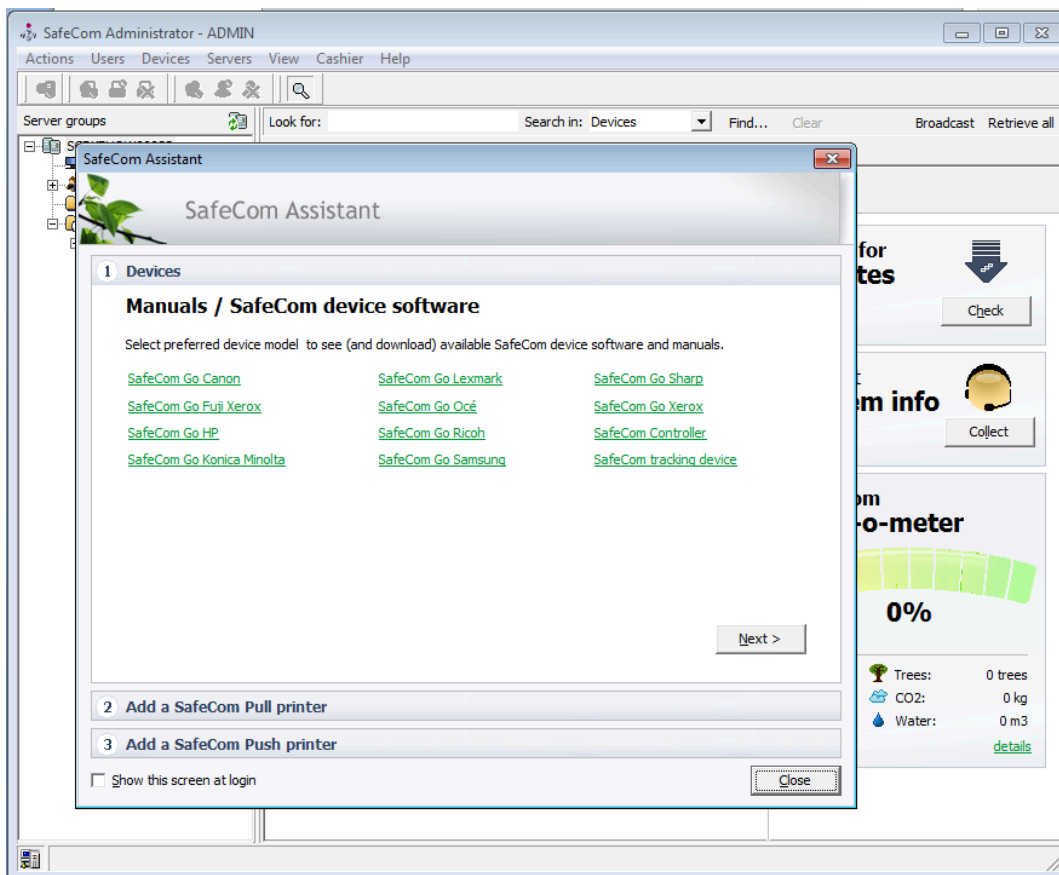 SafeCom Administrator - ADMIN
Actions Users Devices Servers View Cashier Help
Server groups
Look for:
Search in: Devices
Find...
Clear
Broadcast
Retrieve all
SafeCom Assistant
SafeCom Assistant
1 Devices
Manuals / SafeCom device software
Select preferred device model to see (and download) available SafeCom device software and manuals.
SafeCom Go Canon
SafeCom Go Lexmark
SafeCom Go Sharp
SafeCom Go Fuji Xerox
SafeCom Go Océ
SafeCom Go Xerox
SafeCom Go HP
SafeCom Go Ricoh
SafeCom Controller
SafeCom Go Konica Minolta
SafeCom Go Samsung
SafeCom tracking device
Next >
2 Add a SafeCom Pull printer
3 Add a SafeCom Push printer
Show this screen at login
Close
for
tes
Check
em info
Collect
om
-o-meter
0%
Trees: 0 trees
CO2: 0 kg
Water: 0 m3
details